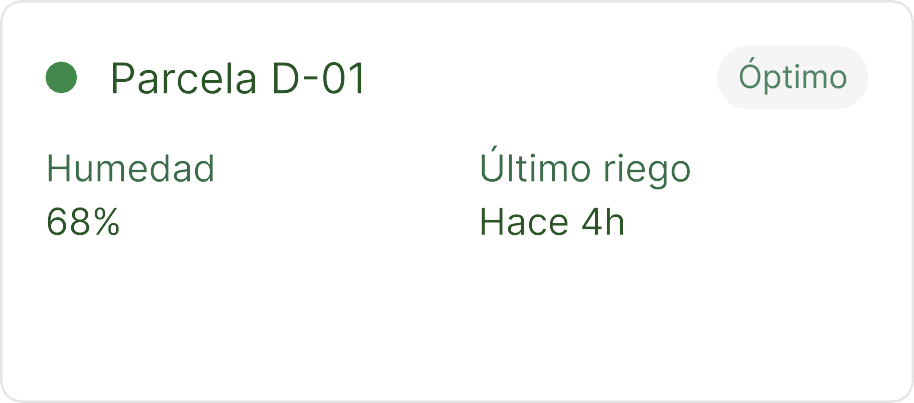 Parcela D-01
Óptimo
Humedad
68%
Último riego
Hace 4h